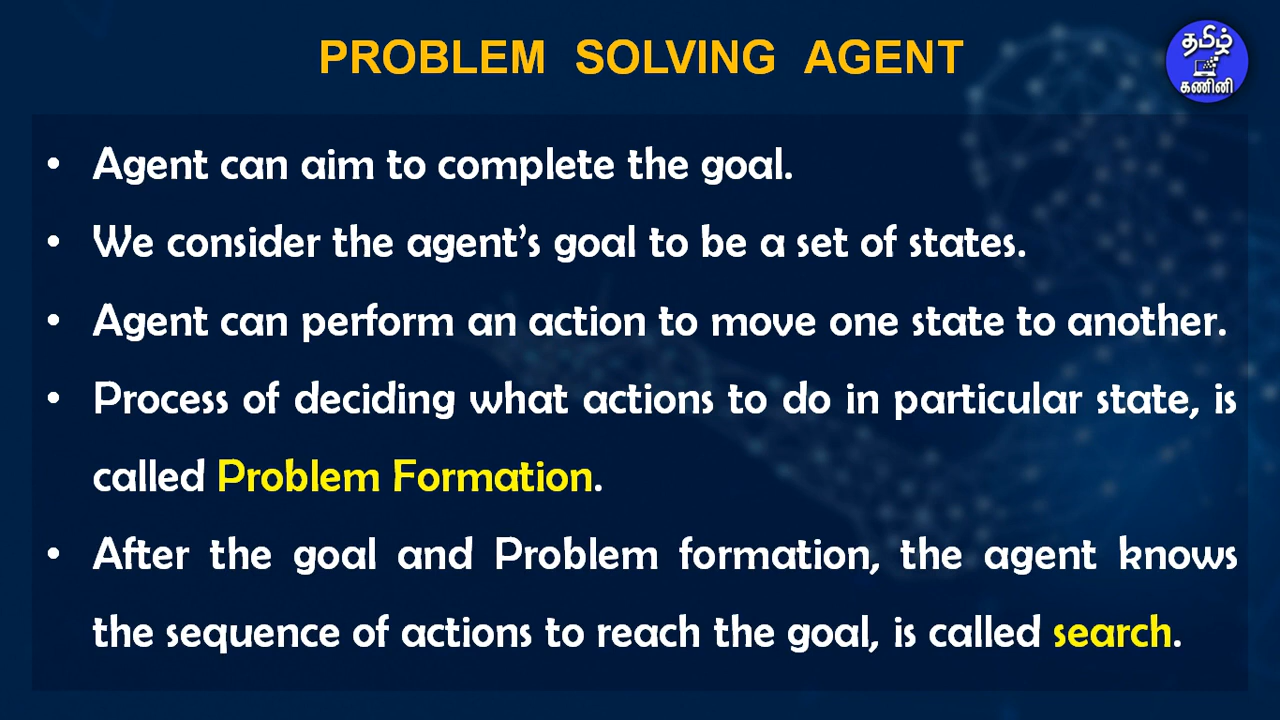 PROBLEM SOLVING AGENT
தமிழ்
கணினி
• Agent can aim to complete the goal.
• We consider the agent’s goal to be a set of states.
• Agent can perform an action to move one state to another.
• Process of deciding what actions to do in particular state, is
called Problem Formation.
• After the goal and Problem formation, the agent knows
the sequence of actions to reach the goal, is called search.